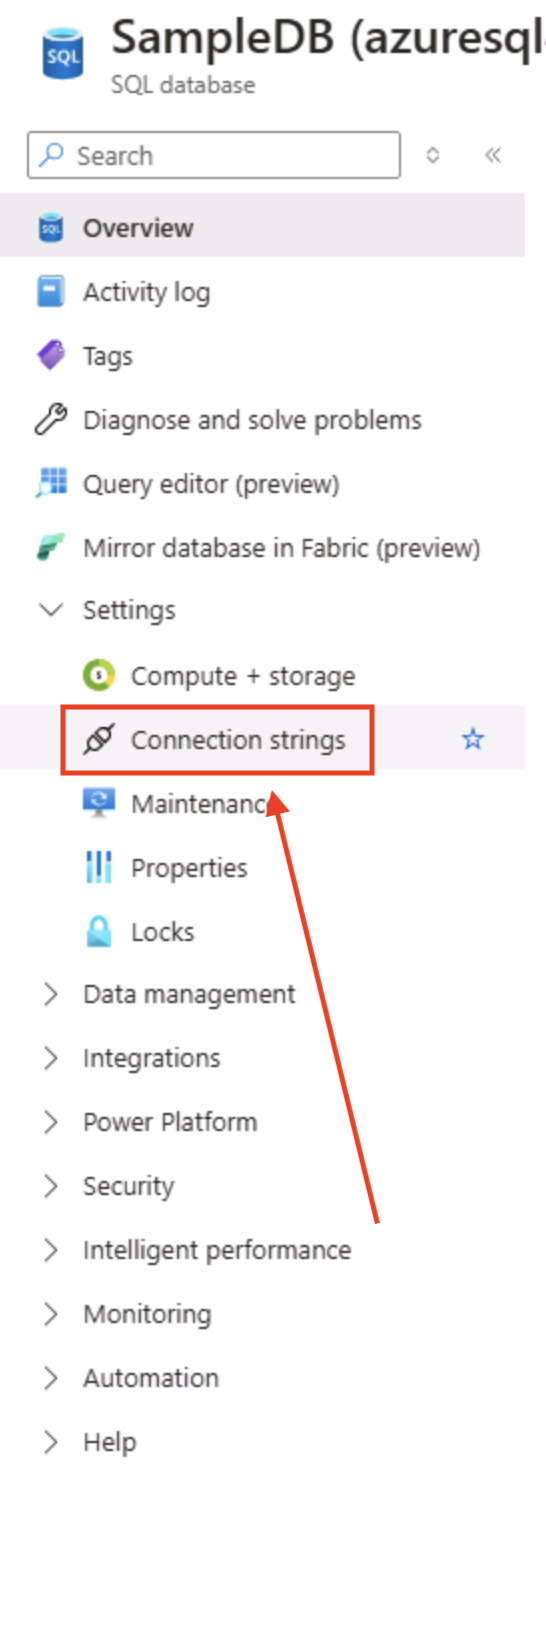 SampleDB (azuresql
SQL
SQL database
Search
SQL
Overview
Activity log
Tags
Diagnose and solve problems
Query editor (preview)
Mirror database in Fabric (preview)
Settings
Compute + storage
Connection strings
Maintenanc
Properties
Locks
Data management
Integrations
Power Platform
Security
Intelligent performance
Monitoring
Automation
Help